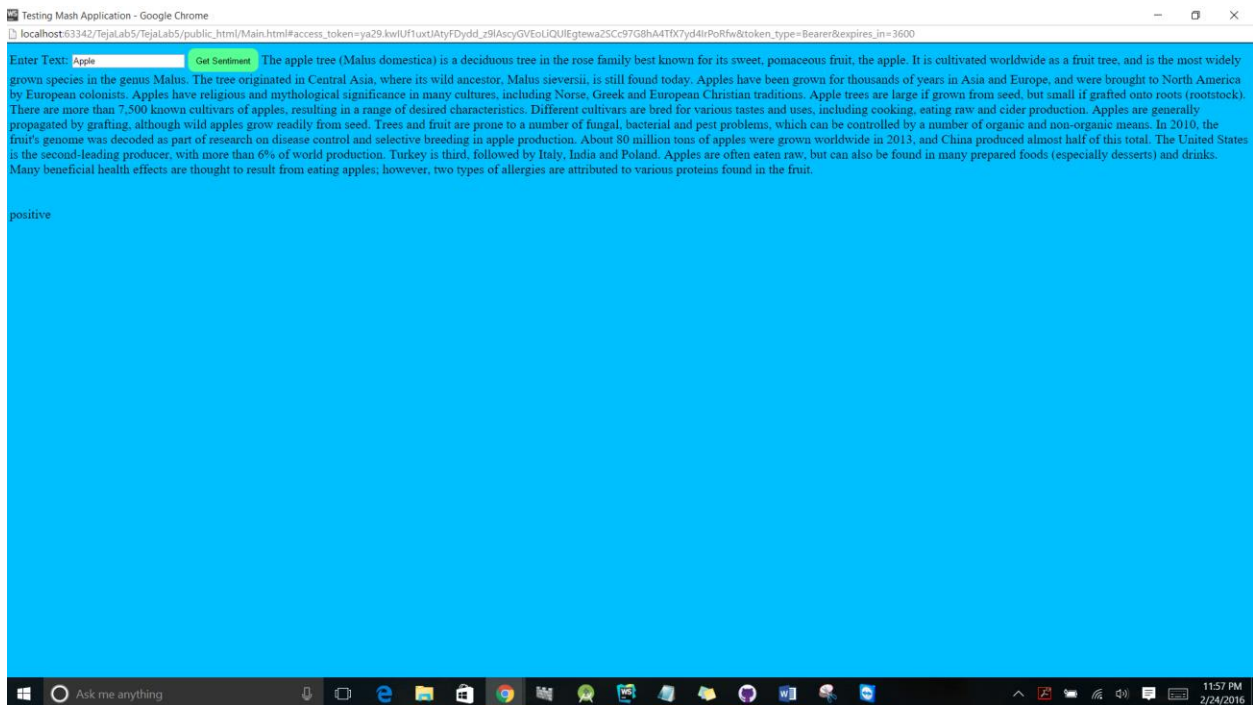 Testing Mash Application - Google Chrome
localhost:63342/TejaLab5/TejaLab5/public_html/Main.html#access_token=ya29.kwIUf1uxtJAtyFDydd_z9lAscyGVEoLiQUlEgtewa2SCc97G8hA4TfX7yd4lrPoRfw&token_type=Bearer&expires_in=3600
Enter Text: Apple Get Sentiment The apple tree (Malus domestica) is a deciduous tree in the rose family best known for its sweet, pomaceous fruit, the apple. It is cultivated worldwide as a fruit tree, and is the most widely
grown species in the genus Malus. The tree originated in Central Asia, where its wild ancestor, Malus sieversii, is still found today. Apples have been grown for thousands of years in Asia and Europe, and were brought to North America
by European colonists. Apples have religious and mythological significance in many cultures, including Norse, Greek and European Christian traditions. Apple trees are large if grown from seed, but small if grafted onto roots (rootstock).
There are more than 7,500 known cultivars of apples, resulting in a range of desired characteristics. Different cultivars are bred for various tastes and uses, including cooking, eating raw and cider production. Apples are generally
propagated by grafting, although wild apples grow readily from seed. Trees and fruit are prone to a number of fungal, bacterial and pest problems, which can be controlled by a number of organic and non-organic means. In 2010, the
fruit's genome was decoded as part of research on disease control and selective breeding in apple production. About 80 million tons of apples were grown worldwide in 2013, and China produced almost half of this total. The United States
is the second-leading producer, with more than 6% of world production. Turkey is third, followed by Italy, India and Poland. Apples are often eaten raw, but can also be found in many prepared foods (especially desserts) and drinks.
Many beneficial health effects are thought to result from eating apples; however, two types of allergies are attributed to various proteins found in the fruit.
positive
Ask me anything
11:57 PM
2/24/2016